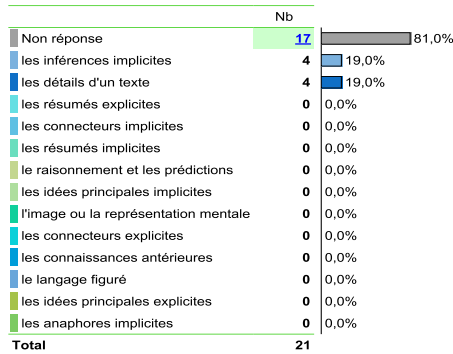 Nb
Non réponse 17 81,0%
les inférences implicites 4 19,0%
les détails d'un texte 4 19,0%
les résumés explicites 0 0,0%
les connecteurs implicites 0 0,0%
les résumés implicites 0 0,0%
le raisonnement et les prédictions 0 0,0%
les idées principales implicites 0 0,0%
l'image ou la représentation mentale 0 0,0%
les connecteurs explicites 0 0,0%
les connaissances antérieures 0 0,0%
le langage figuré 0 0,0%
les idées principales explicites 0 0,0%
les anaphores implicites 0 0,0%
Total 21